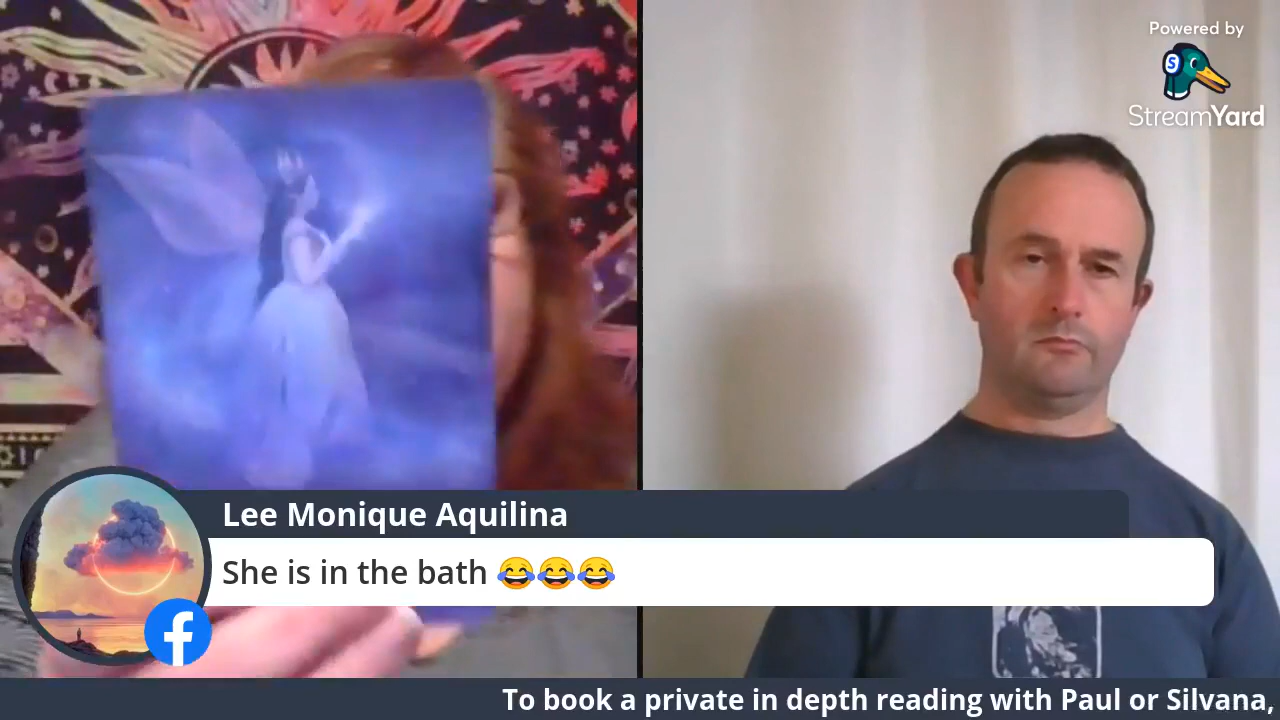 Powered by
StreamYard
Lee Monique Aquilina
She is in the bath 😂😂😂
To book a private in depth reading with Paul or Silvana,